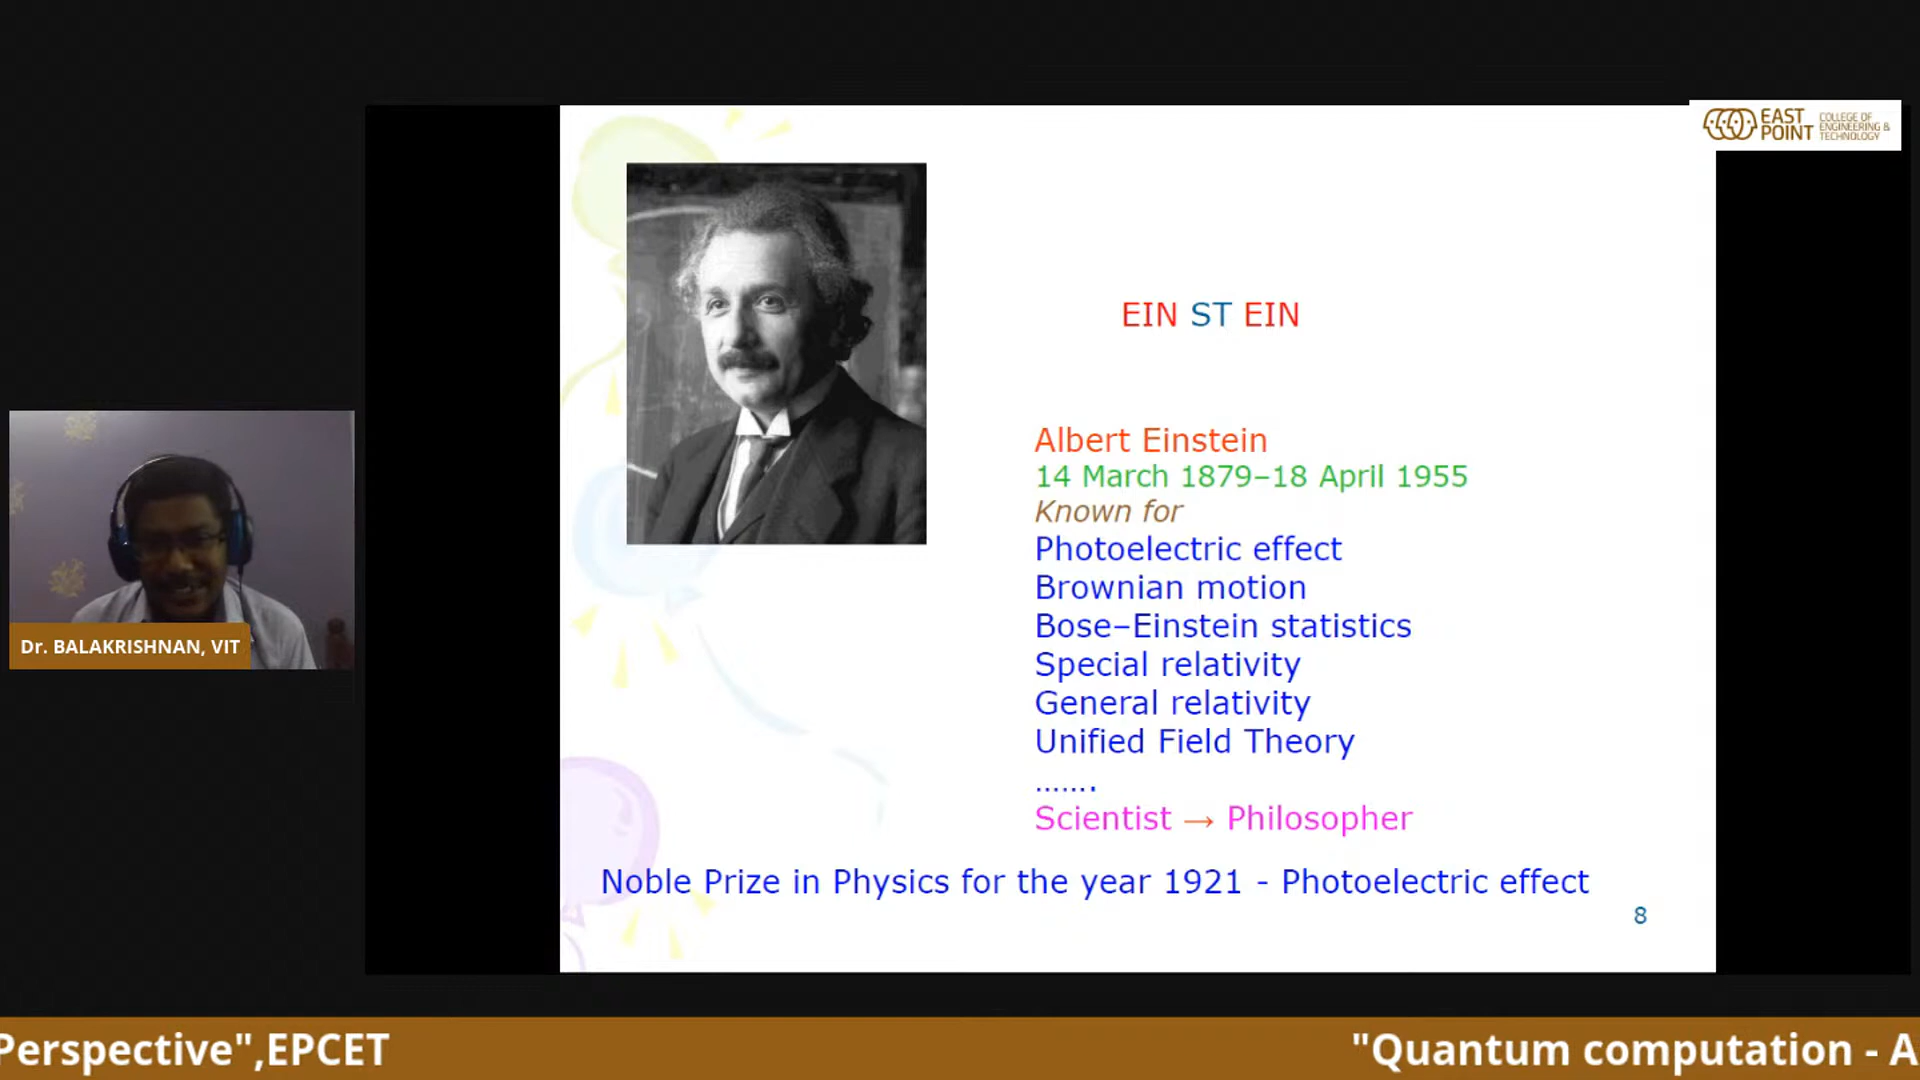 EAST
POINT
COLLEGE OF
ENGINEERING &
TECHNOLOGY
EIN ST EIN
Albert Einstein
14 March 1879–18 April 1955
Known for
Photoelectric effect
Brownian motion
Bose–Einstein statistics
Special relativity
General relativity
Unified Field Theory
…….
Scientist → Philosopher
Noble Prize in Physics for the year 1921 - Photoelectric effect
8
Dr. BALAKRISHNAN, VIT
Perspective",EPCET
"Quantum computation - A